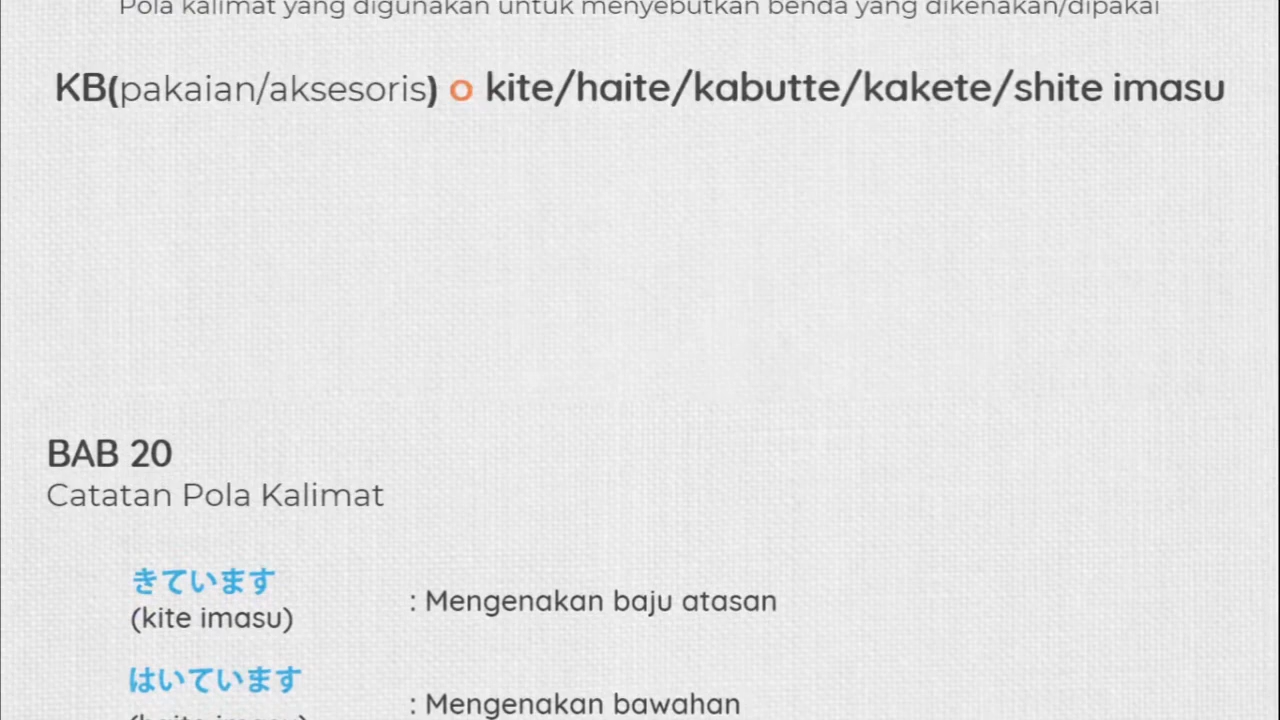 Pola kalimat yang digunakan untuk menyebutkan benda yang dikenakan/dipakai
KB(pakaian/aksesoris) o kite/haite/kabutte/kakete/shite imasu
BAB 20
Catatan Pola Kalimat
きています
(kite imasu)
: Mengenakan baju atasan
はいています
(haite imasu)
: Mengenakan bawahan